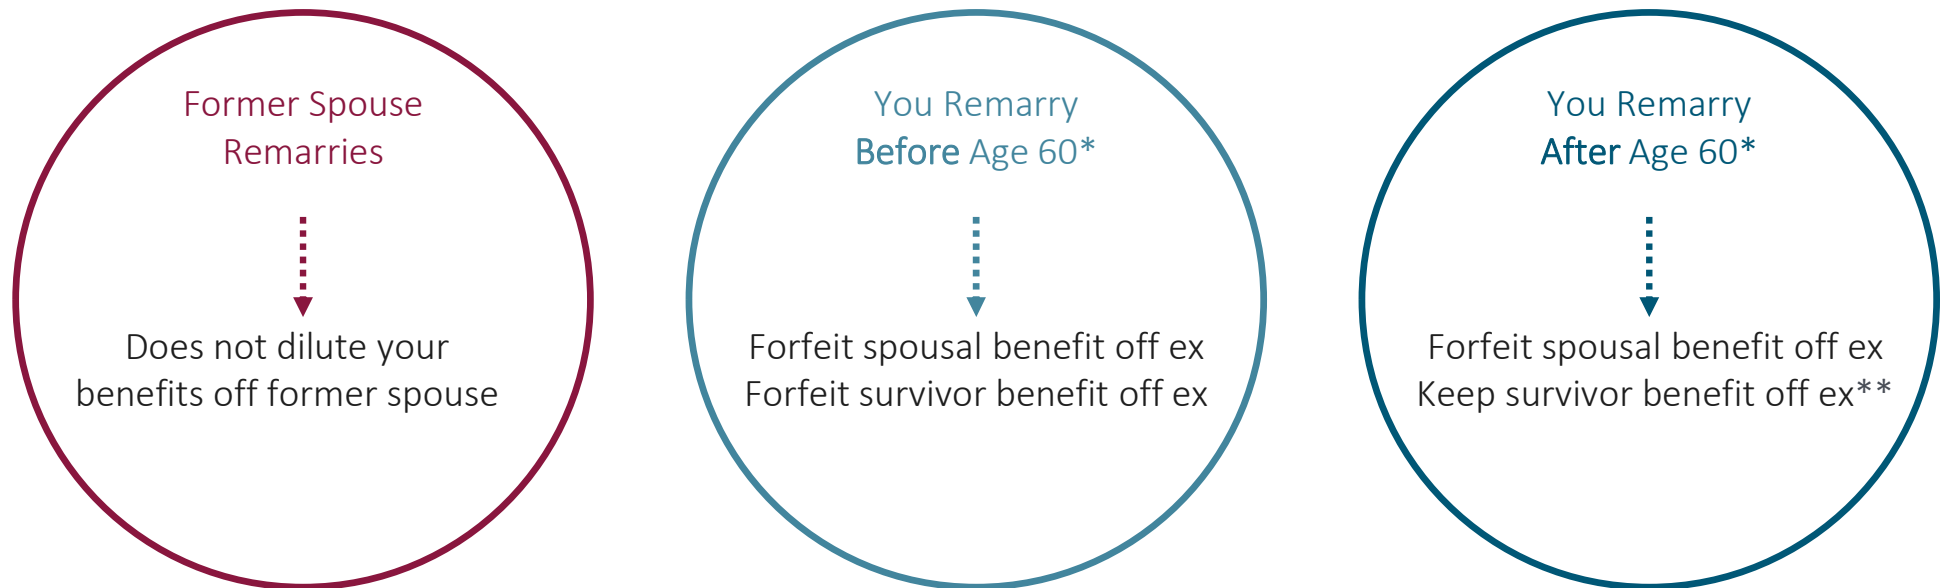 Former Spouse
Remarries
Does not dilute your
benefits off former spouse
You Remarry
Before Age 60*
Forfeit spousal benefit off ex
Forfeit survivor benefit off ex
You Remarry
After Age 60*
Forfeit spousal benefit off ex
Keep survivor benefit off ex**